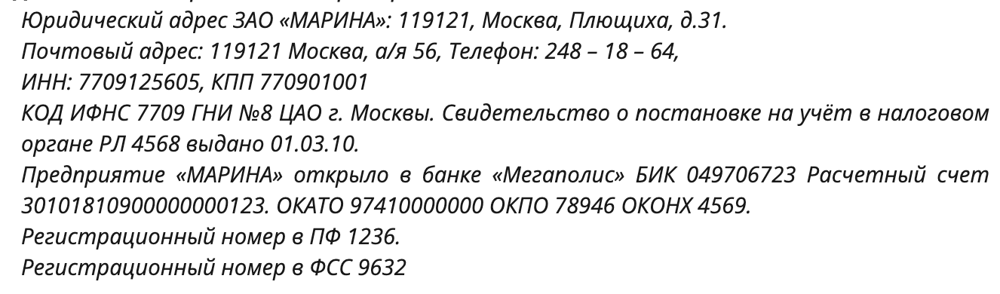 Юридический адрес ЗАО «МАРИНА»: 119121, Москва, Плющиха, д.31.
Почтовый адрес: 119121 Москва, а/я 56, Телефон: 248 – 18 – 64,
ИНН: 7709125605, КПП 770901001
КОД ИФНС 7709 ГНИ №8 ЦАО г. Москвы. Свидетельство о постановке на учёт в налоговом
органе РЛ 4568 выдано 01.03.10.
Предприятие «МАРИНА» открыло в банке «Мегаполис» БИК 049706723 Расчетный счет
30101810900000000123. ОКАТО 97410000000 ОКПО 78946 ОКОНХ 4569.
Регистрационный номер в ПФ 1236.
Регистрационный номер в ФСС 9632